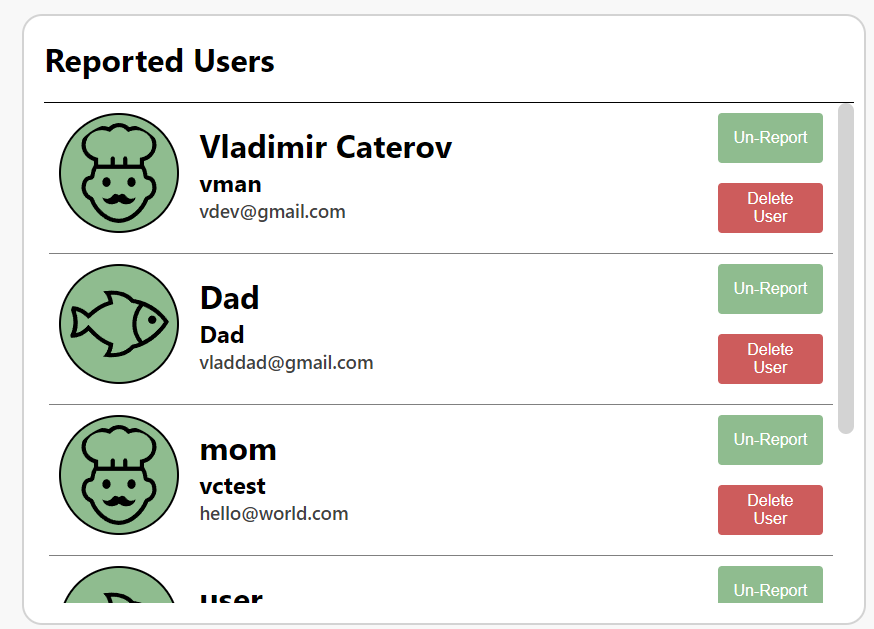 Reported Users
Vladimir Caterov
vman
vdev@gmail.com
Un-Report
Delete
User
Dad
Dad
vladdad@gmail.com
Un-Report
Delete
User
mom
vctest
hello@world.com
Un-Report
Delete
User
user
Un-Report